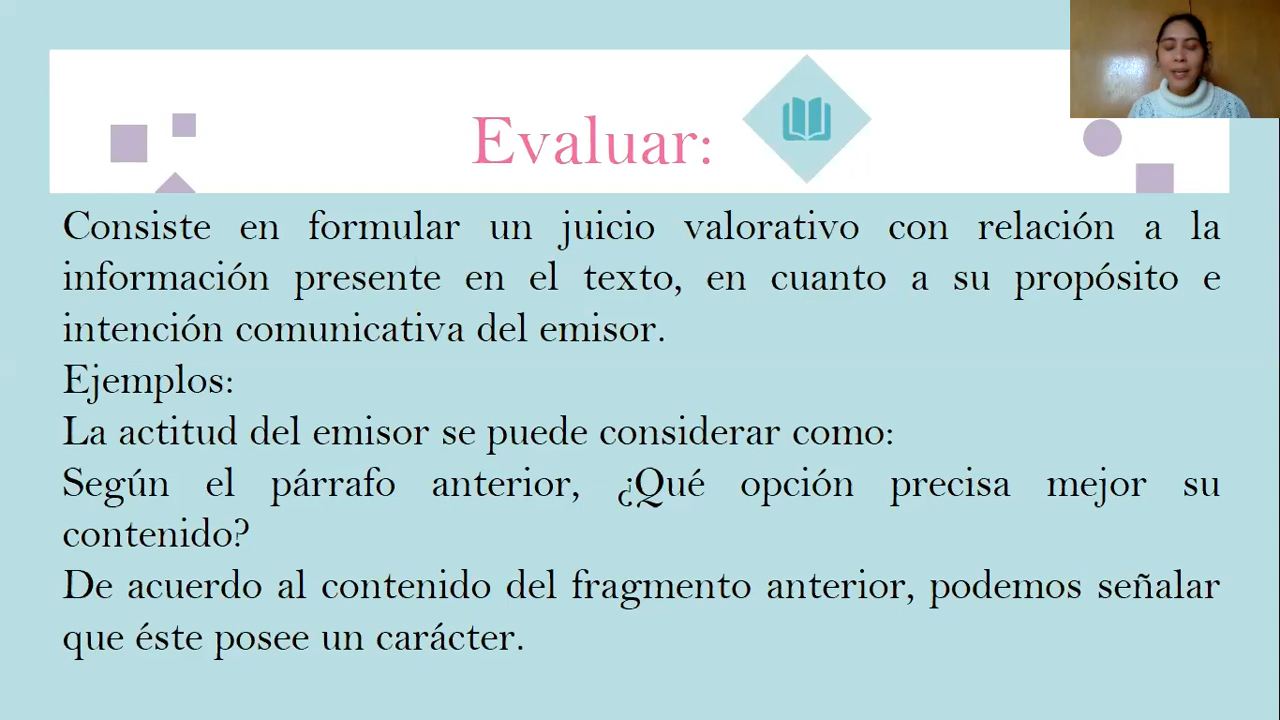 Evaluar:
Consiste en formular un juicio valorativo con relación a la
información presente en el texto, en cuanto a su propósito e
intención comunicativa del emisor.
Ejemplos:
La actitud del emisor se puede considerar como:
Según el párrafo anterior, ¿Qué opción precisa mejor su
contenido?
De acuerdo al contenido del fragmento anterior, podemos señalar
que éste posee un carácter.